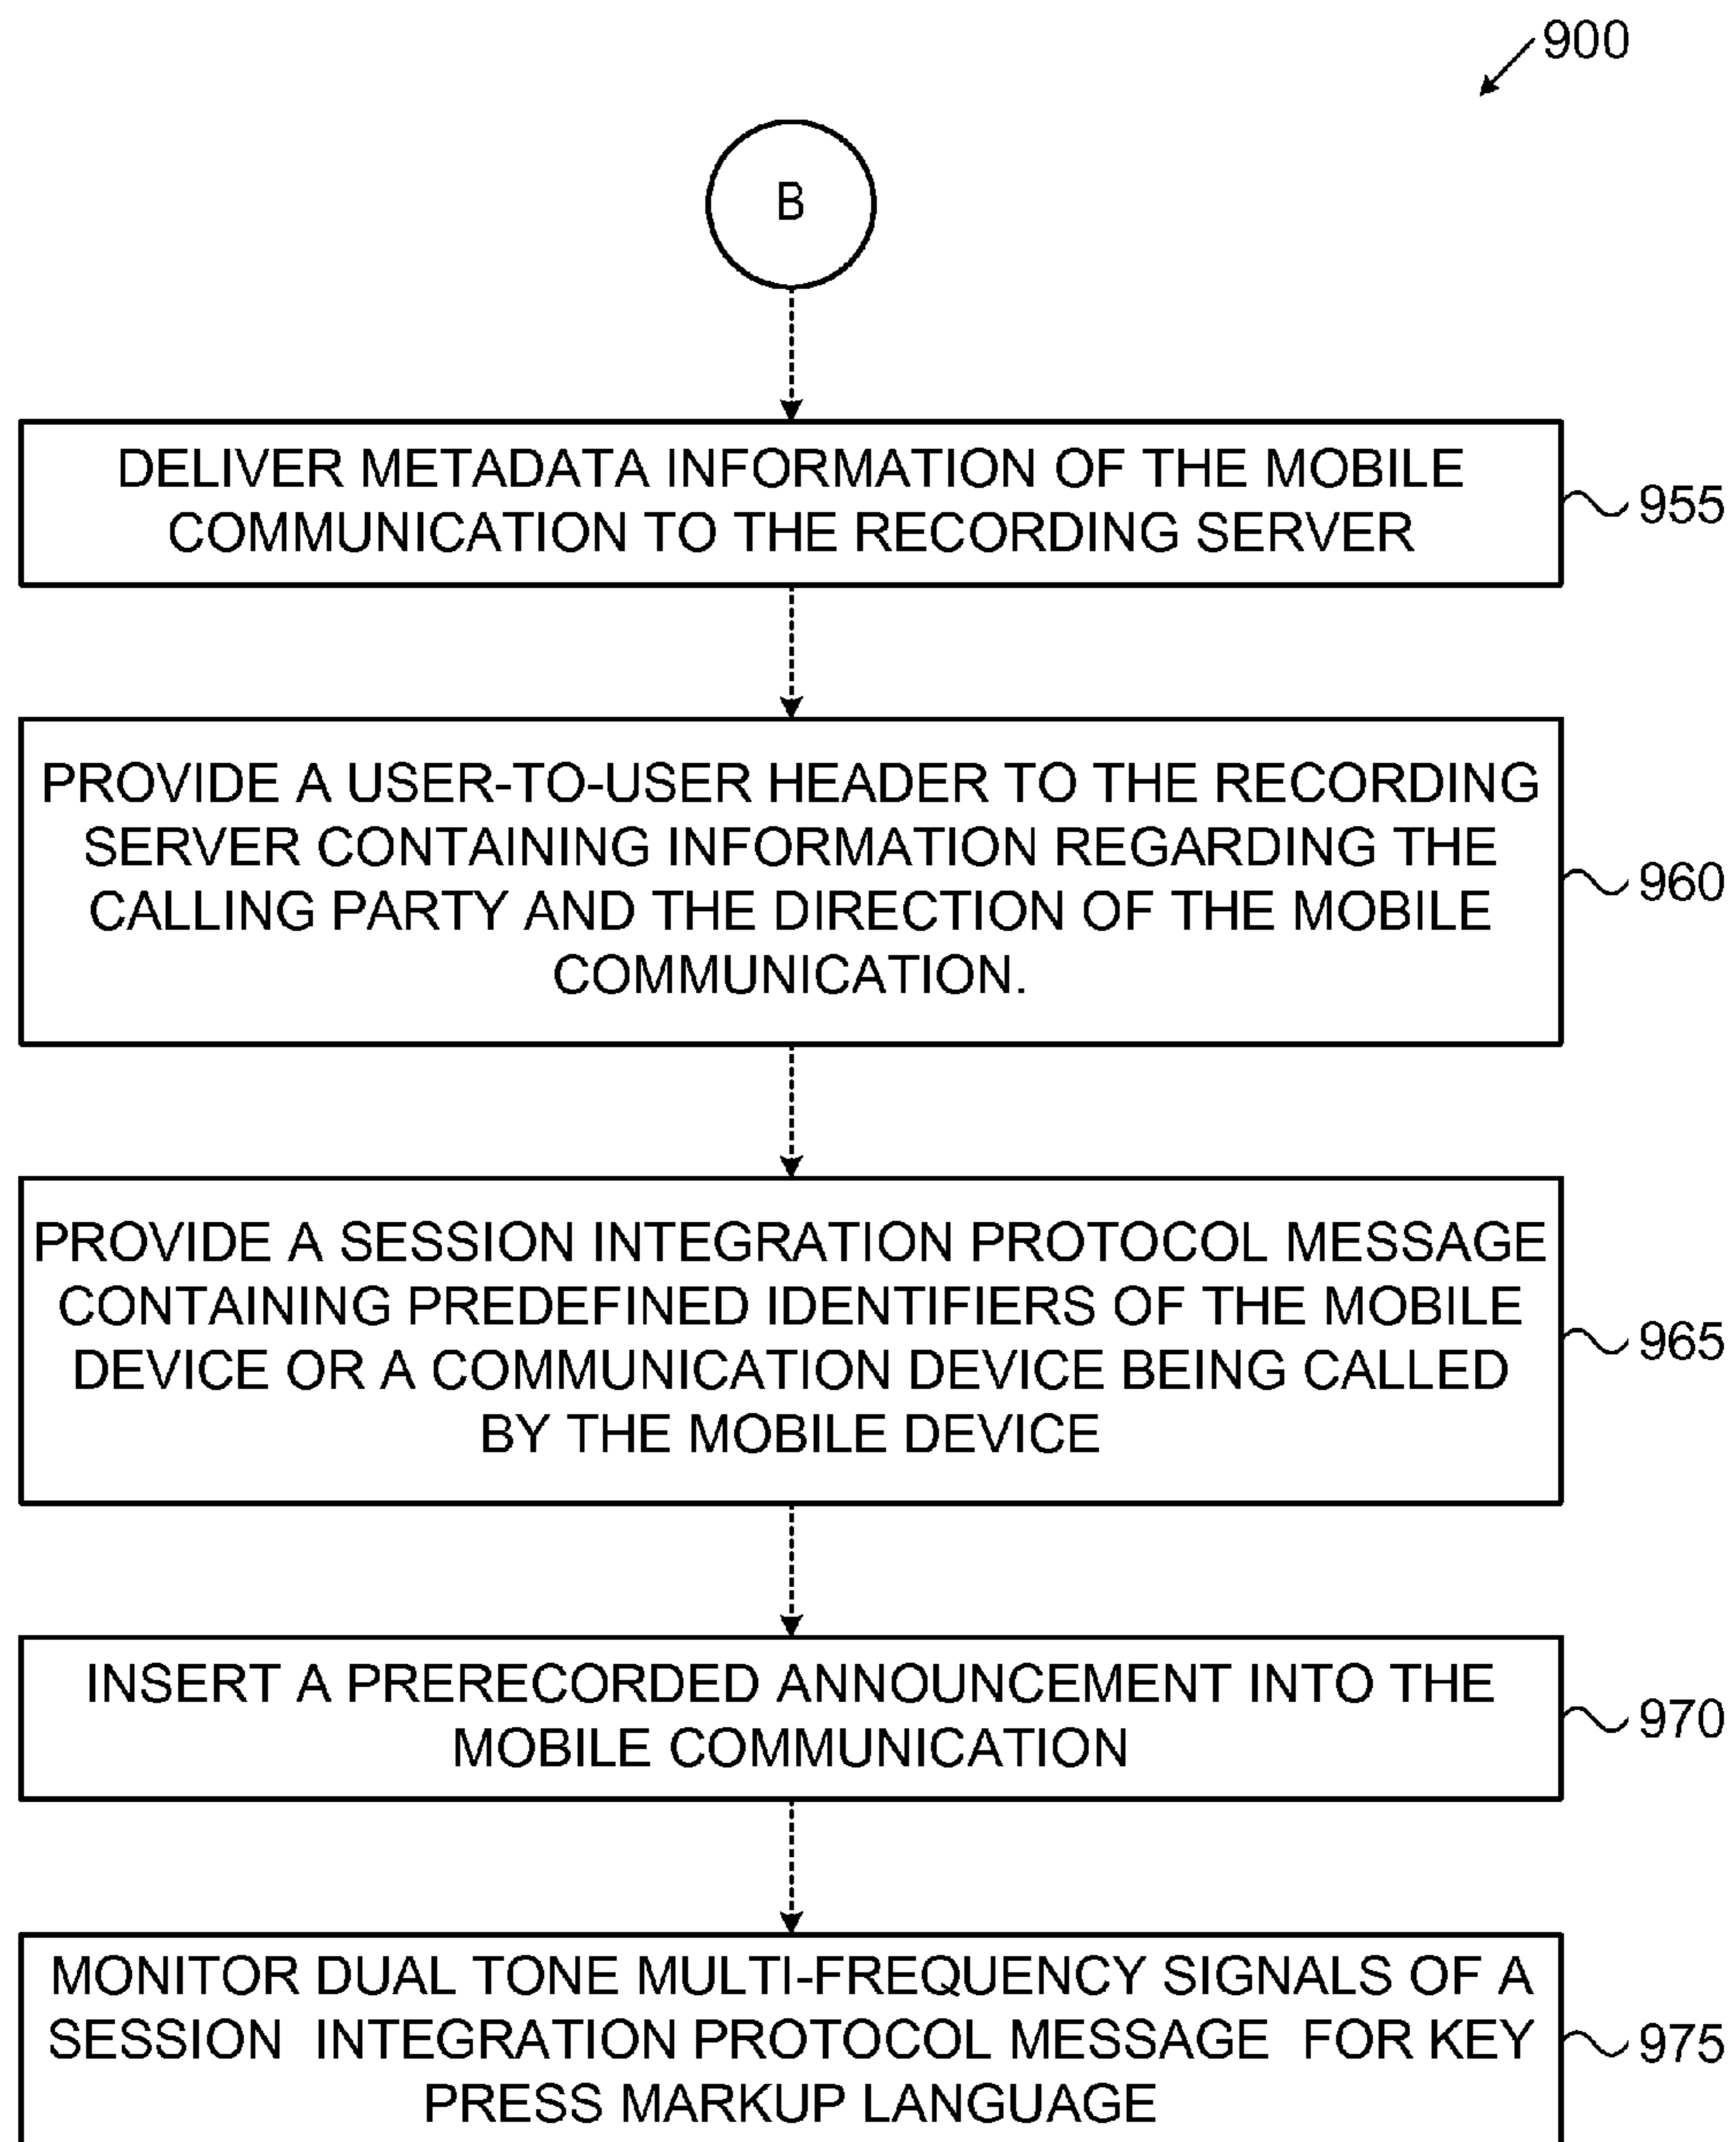 900
B
DELIVER METADATA INFORMATION OF THE MOBILE
COMMUNICATION TO THE RECORDING SERVER
955
PROVIDE A USER-TO-USER HEADER TO THE RECORDING
SERVER CONTAINING INFORMATION REGARDING THE
CALLING PARTY AND THE DIRECTION OF THE MOBILE
COMMUNICATION.
960
PROVIDE A SESSION INTEGRATION PROTOCOL MESSAGE
CONTAINING PREDEFINED IDENTIFIERS OF THE MOBILE
DEVICE OR A COMMUNICATION DEVICE BEING CALLED
BY THE MOBILE DEVICE
965
INSERT A PRERECORDED ANNOUNCEMENT INTO THE
MOBILE COMMUNICATION
970
MONITOR DUAL TONE MULTI-FREQUENCY SIGNALS OF A
SESSION INTEGRATION PROTOCOL MESSAGE FOR KEY
PRESS MARKUP LANGUAGE
975